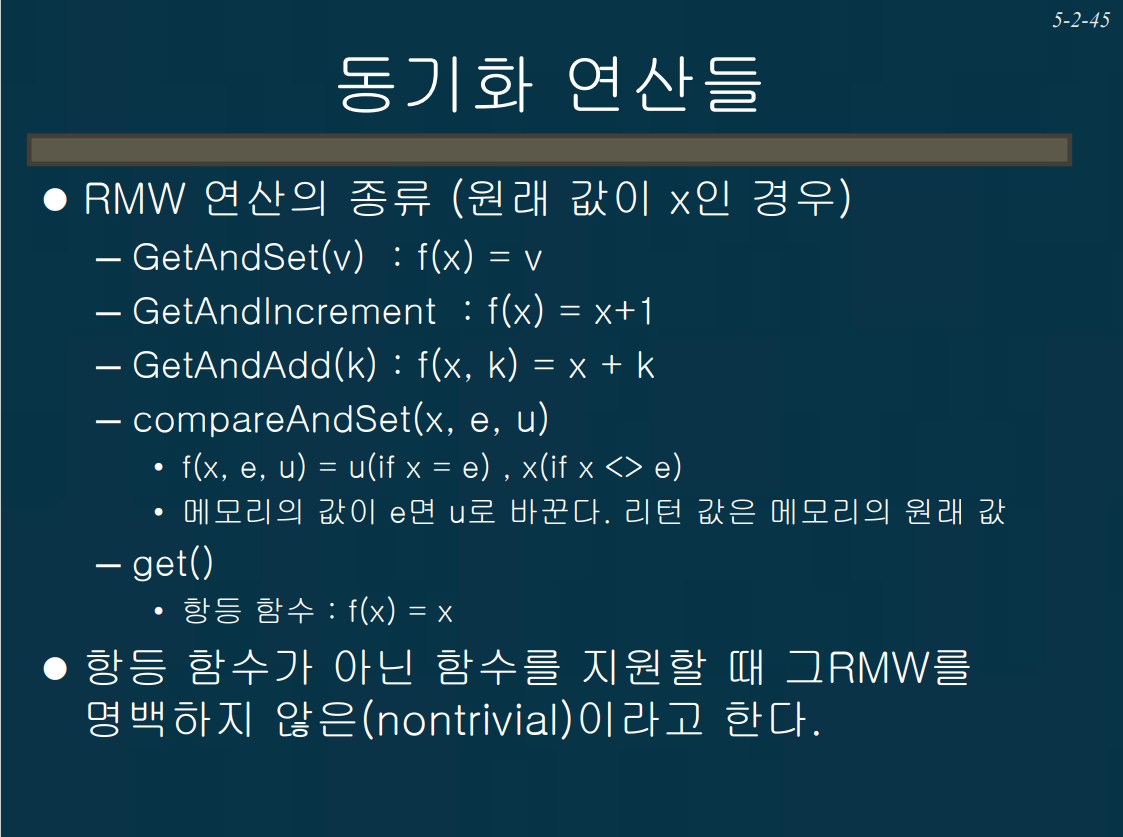 5-2-45
동기화 연산들
● RMW 연산의 종류 (원래 값이 x인 경우)
– GetAndSet(v) : f(x) = v
– GetAndIncrement : f(x) = x+1
– GetAndAdd(k) : f(x, k) = x + k
– compareAndSet(x, e, u)
• f(x, e, u) = u(if x = e) , x(if x <> e)
• 메모리의 값이 e면 u로 바꾼다. 리턴 값은 메모리의 원래 값
– get()
• 항등 함수 : f(x) = x
● 항등 함수가 아닌 함수를 지원할 때 그RMW를
명백하지 않은(nontrivial)이라고 한다.